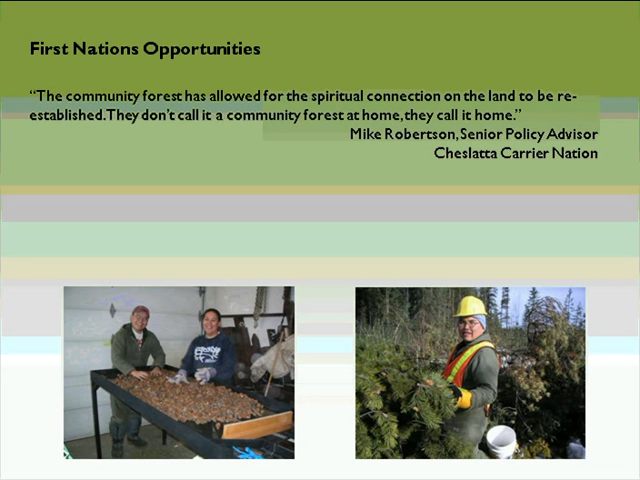 First Nations Opportunities
“The community forest has allowed for the spiritual connection on the land to be re-
established. They don’t call it a community forest at home, they call it home.”
Mike Robertson, Senior Policy Advisor
Cheslatta Carrier Nation